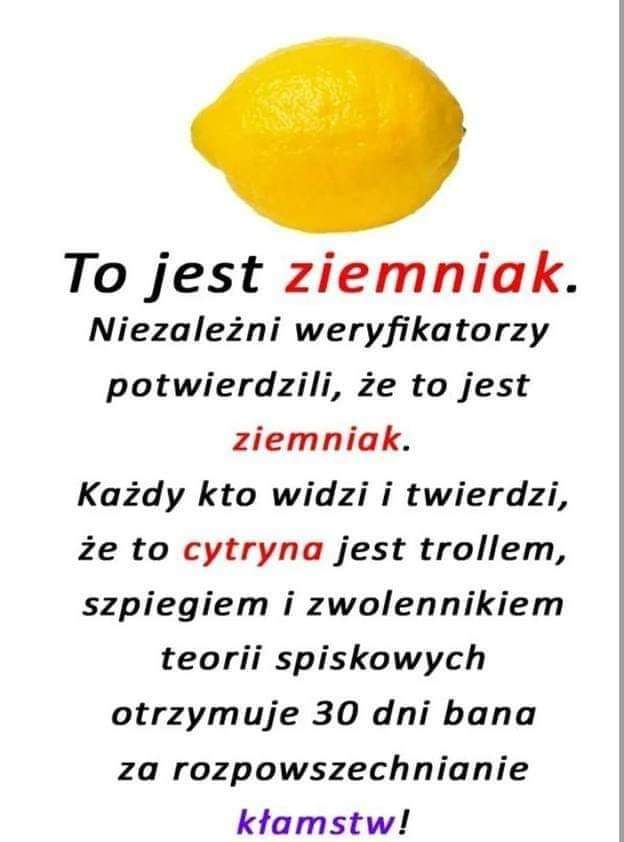 To jest ziemniak.
Niezależni weryfikatorzy
potwierdzili, że to jest
ziemniak.
Każdy kto widzi i twierdzi,
że to cytryna jest trollem,
szpiegiem i zwolennikiem
teorii spiskowych
otrzymuje 30 dni bana
za rozpowszechnianie
kłamstw!